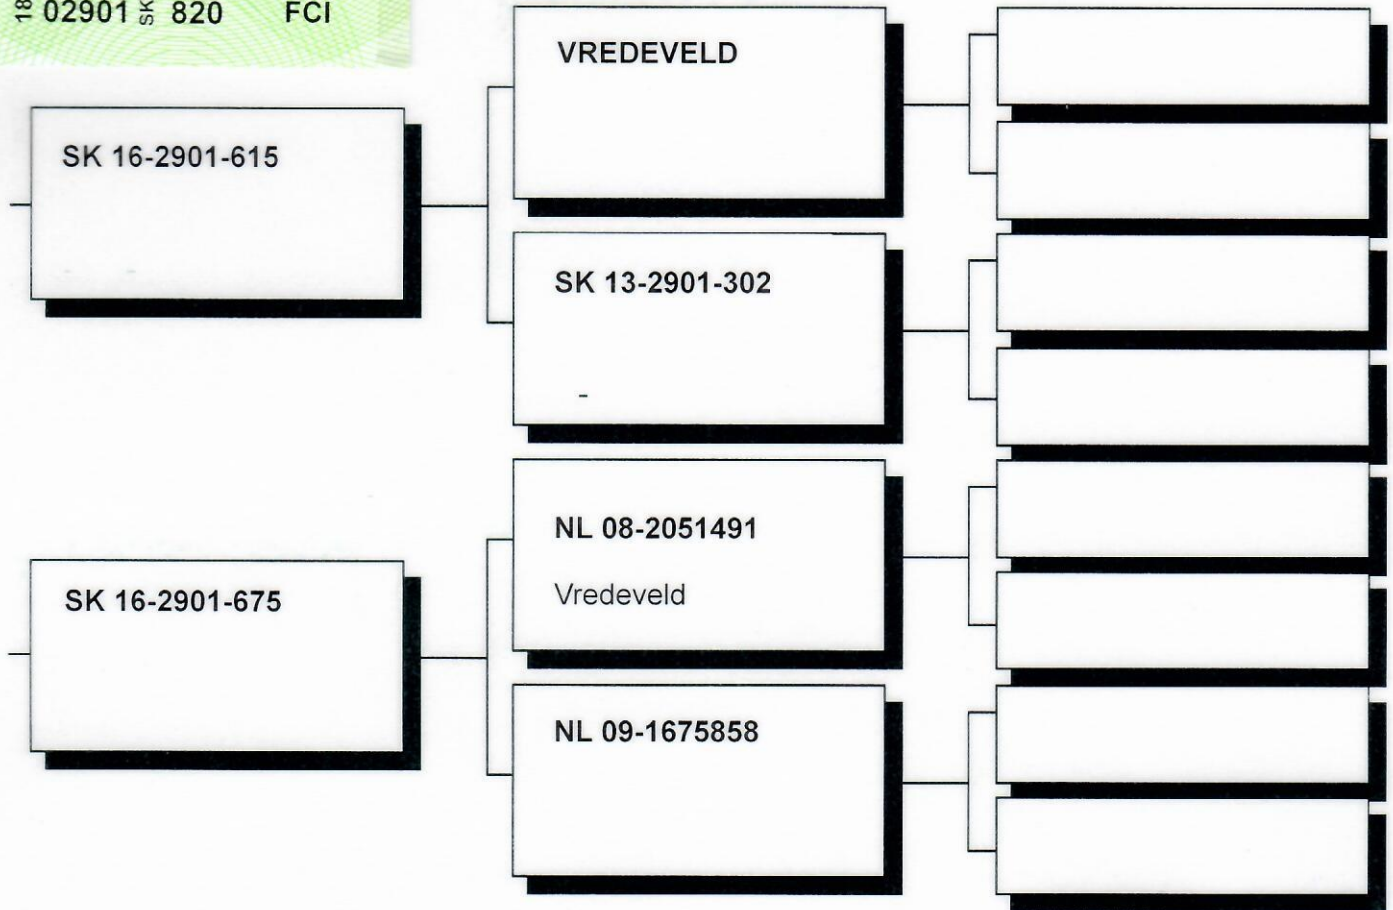 18 02901 SK 820 FCI
SK 16-2901-615
VREDEVELD
SK 13-2901-302
-
SK 16-2901-675
NL 08-2051491
Vredeveld
NL 09-1675858